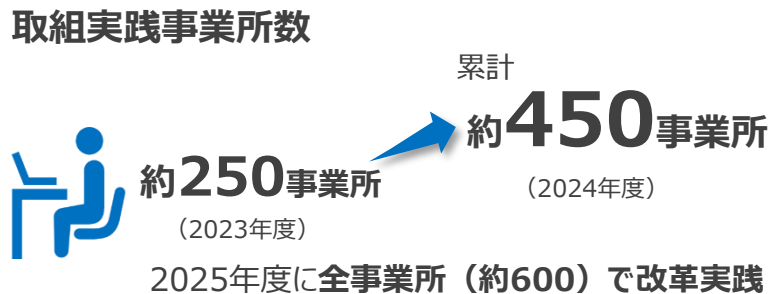 取組実践事業所数
累計
約450事業所
（2024年度）
約250事業所
（2023年度）
2025年度に全事業所（約600）で改革実践